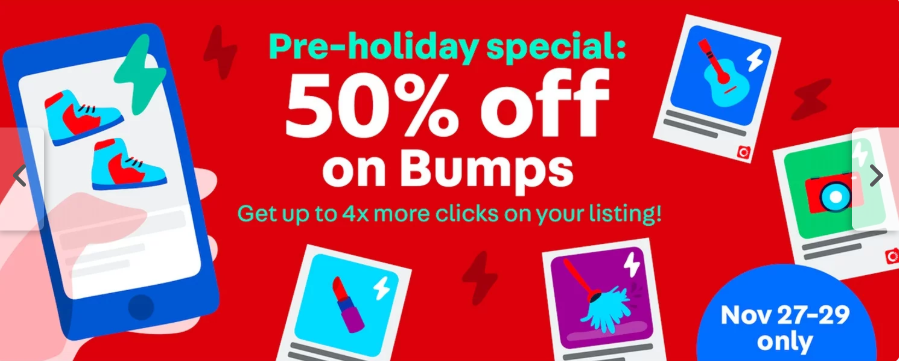 Pre-holiday special:
50% off
on Bumps
Get up to 4x more clicks on your listing!
Nov 27-29
only